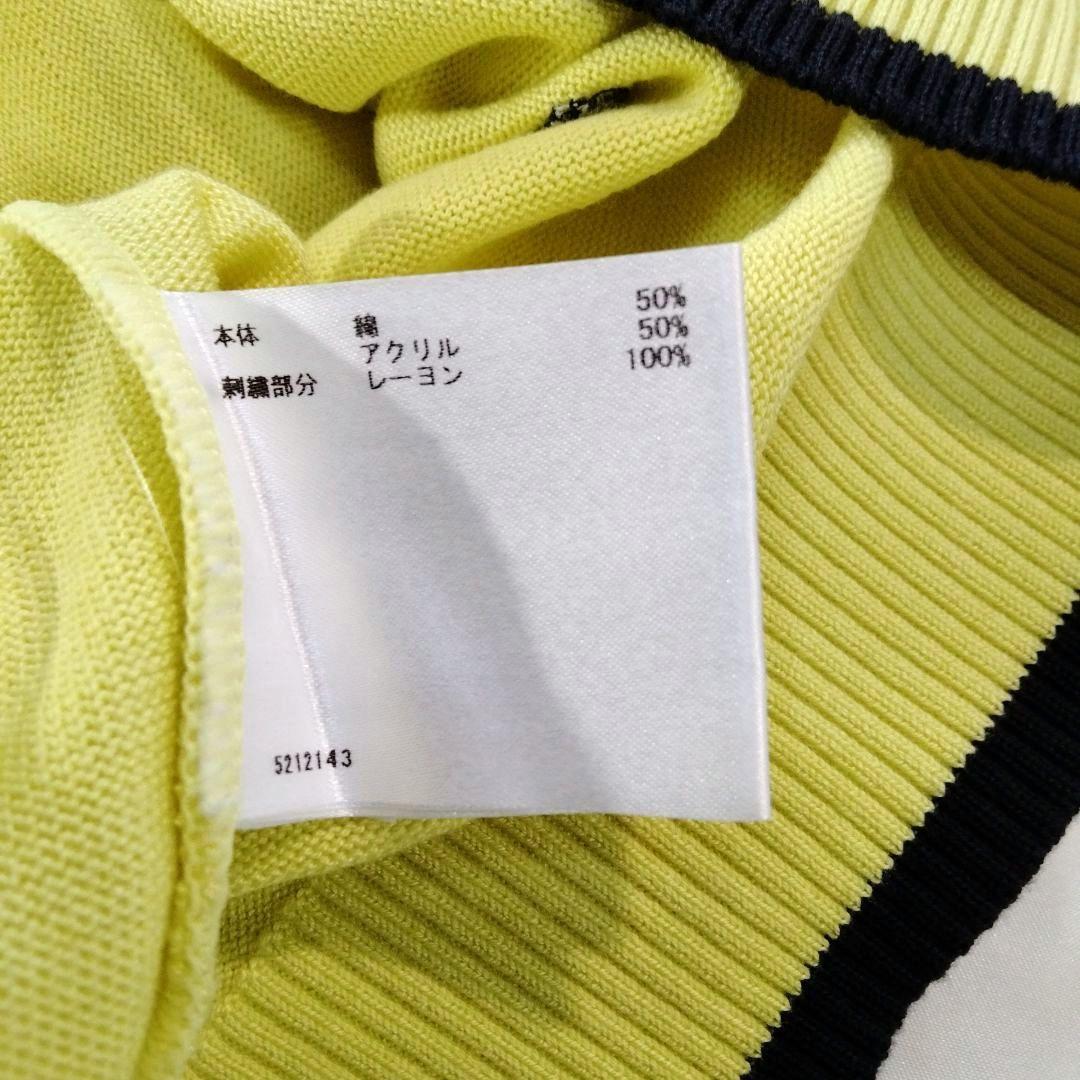 本体 綿 50%
アクリル 50%
刺繍部分 レーヨン 100%
5212143